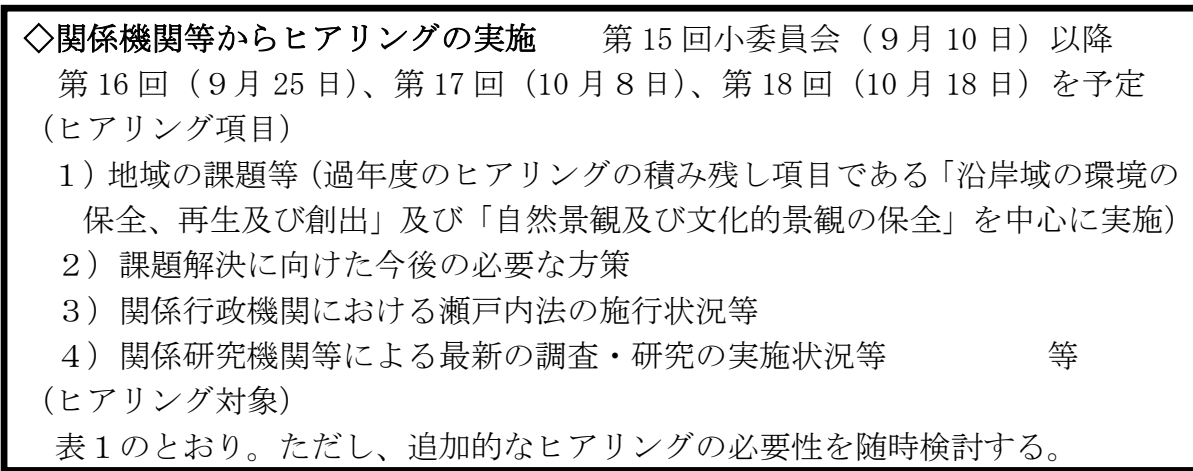 ◇関係機関等からヒアリングの実施　　第15回小委員会（９月10日）以降
第16回（９月25日）、第17回（10月８日）、第18回（10月18日）を予定
（ヒアリング項目）
１）地域の課題等（過年度のヒアリングの積み残し項目である「沿岸域の環境の
保全、再生及び創出」及び「自然景観及び文化的景観の保全」を中心に実施）
２）課題解決に向けた今後の必要な方策
３）関係行政機関における瀬戸内法の施行状況等
４）関係研究機関等による最新の調査・研究の実施状況等　　　　　等
（ヒアリング対象）
表１のとおり。ただし、追加的なヒアリングの必要性を随時検討する。